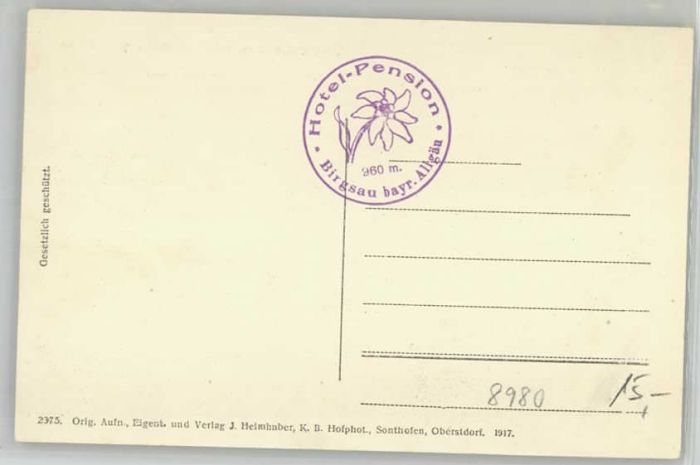 Hotel-Pension
960 m.
Birgsau bayr. Allgäu
Gesetzlich geschützt.
8980
15,-
2375. Orig. Aufn., Eigent. und Verlag J. Heimhuber, K. B. Hofphot., Sonthofen, Oberstdorf. 1917.